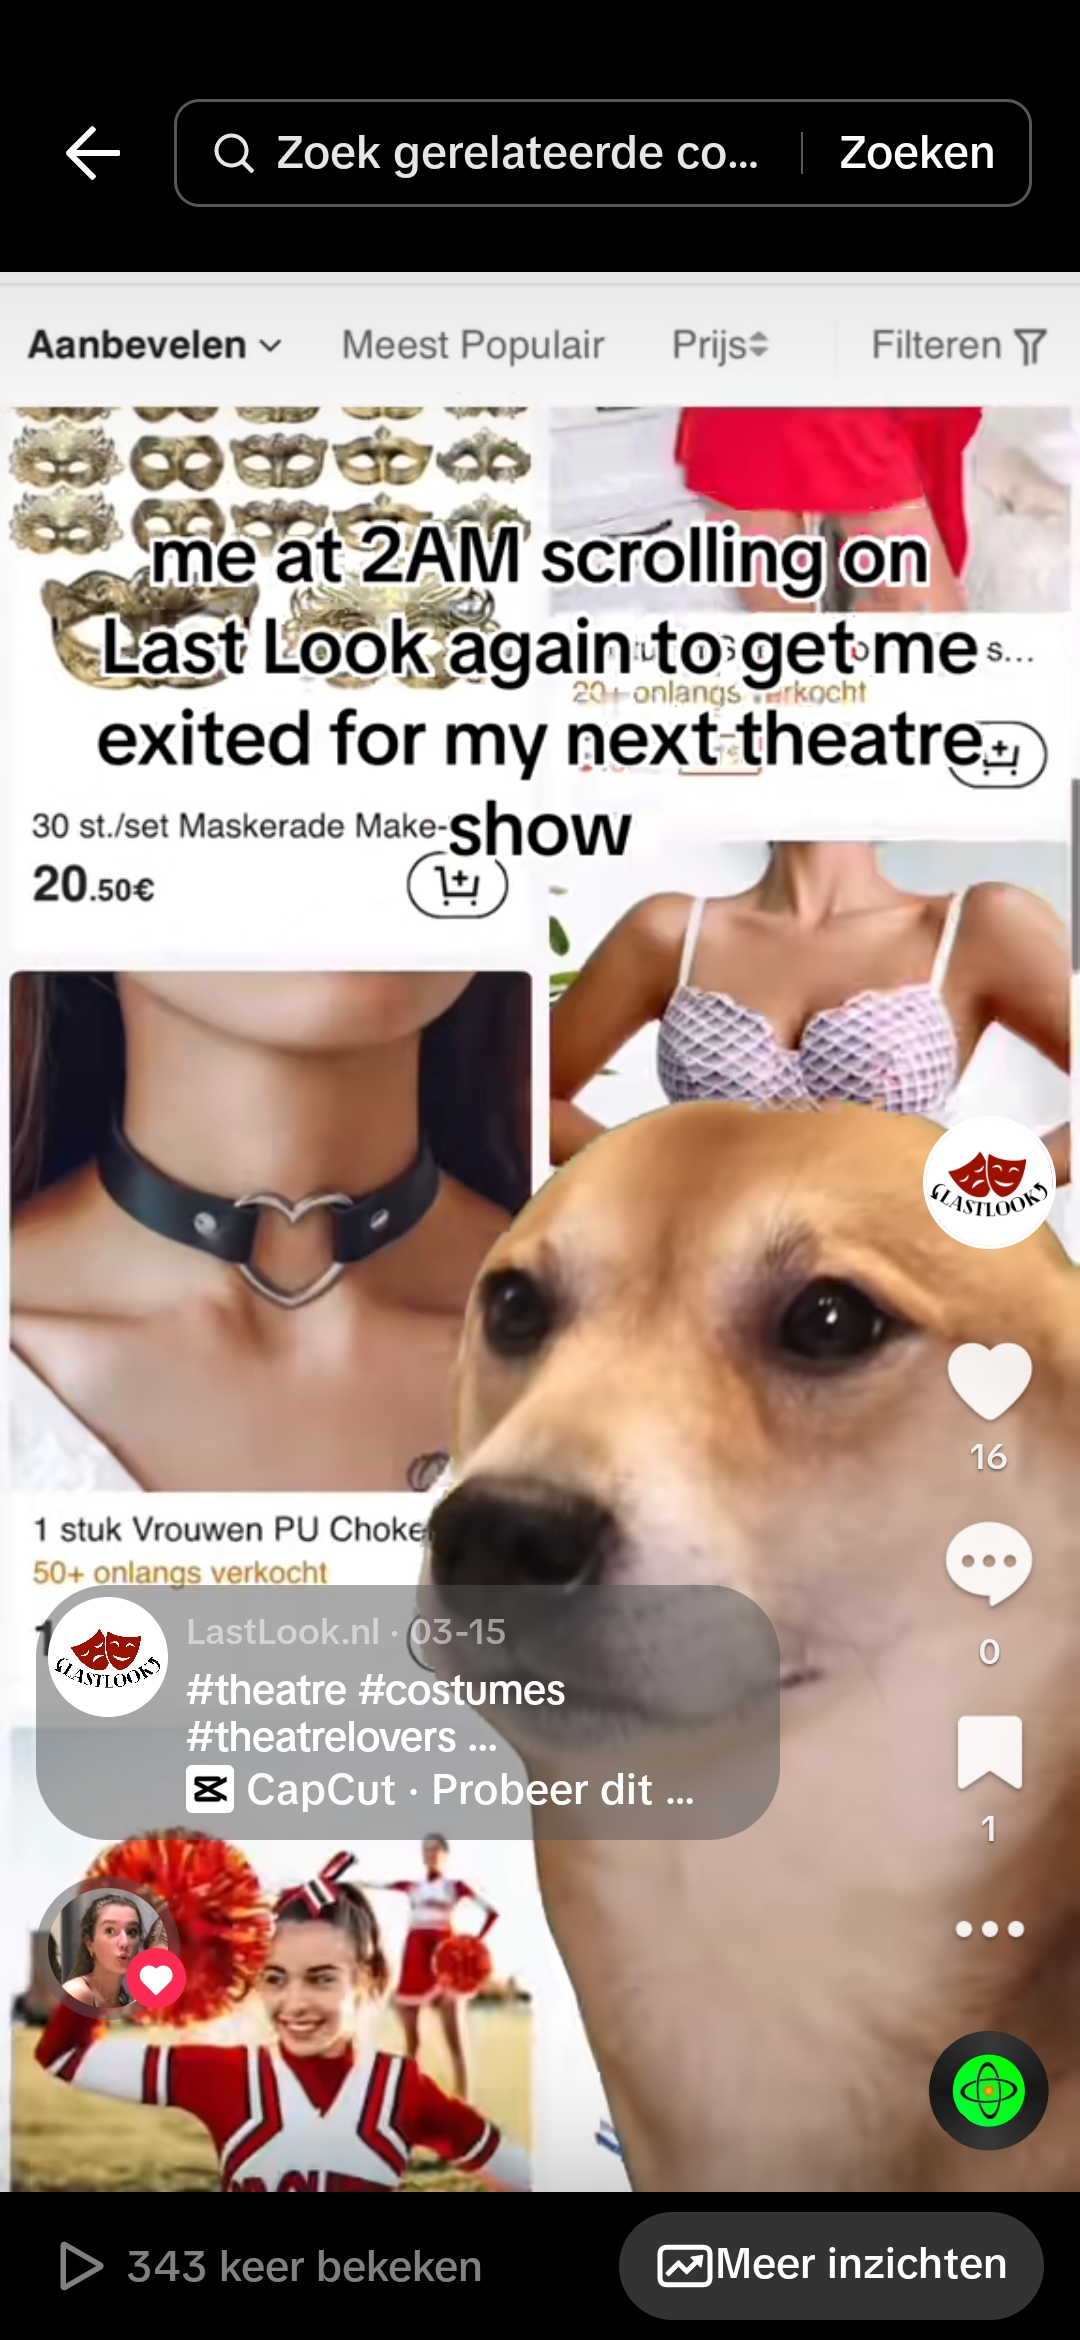 Zoek gerelateerde co...
Zoeken
Aanbevelen
Meest Populair
Prijs
Filteren
me at 2AM scrolling on
Last Look again to get me
exited for my next theatre
show
s...
20+ onlangs verkocht
30 st./set Maskerade Make-
20.50€
1 stuk Vrouwen PU Choke
50+ onlangs verkocht
1
LASTLOOK
16
0
1
LASTLOOK
LastLook.nl · 03-15
#theatre #costumes
#theatrelovers ...
CapCut · Probeer dit ...
343 keer bekeken
Meer inzichten